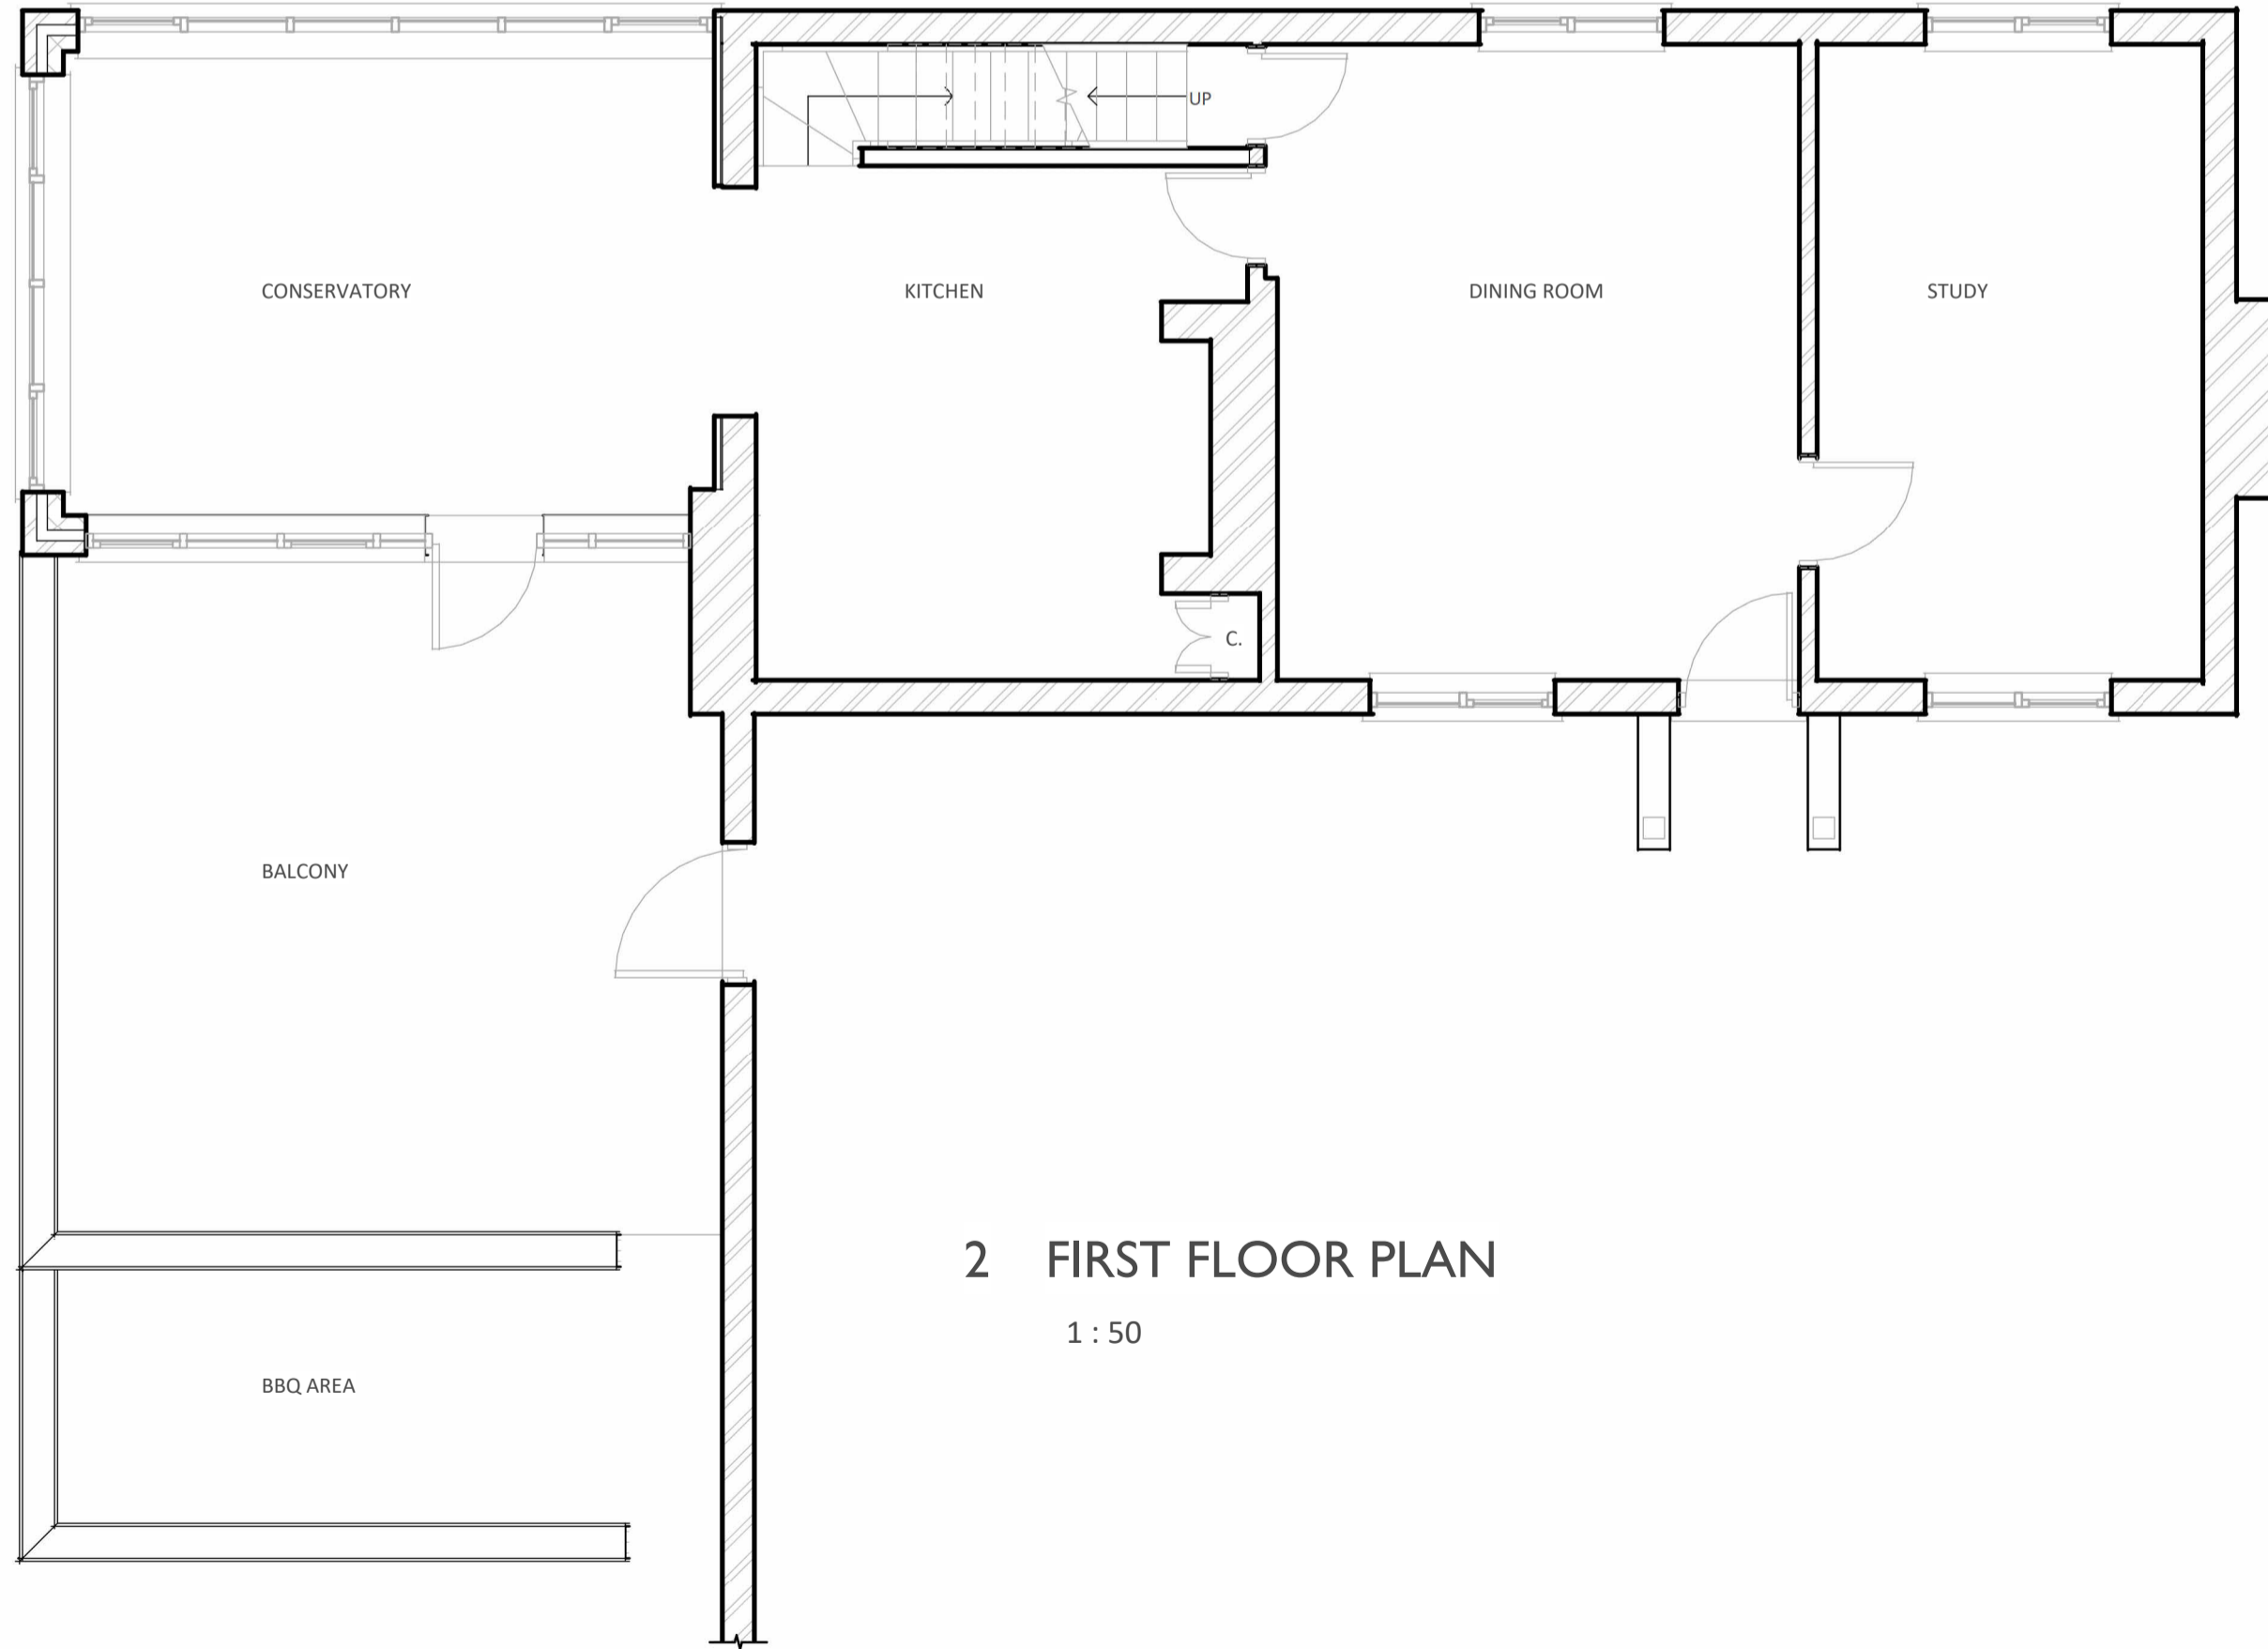 UP
CONSERVATORY
KITCHEN
DINING ROOM
STUDY
C.
BALCONY
2 FIRST FLOOR PLAN
1 : 50
BBQ AREA